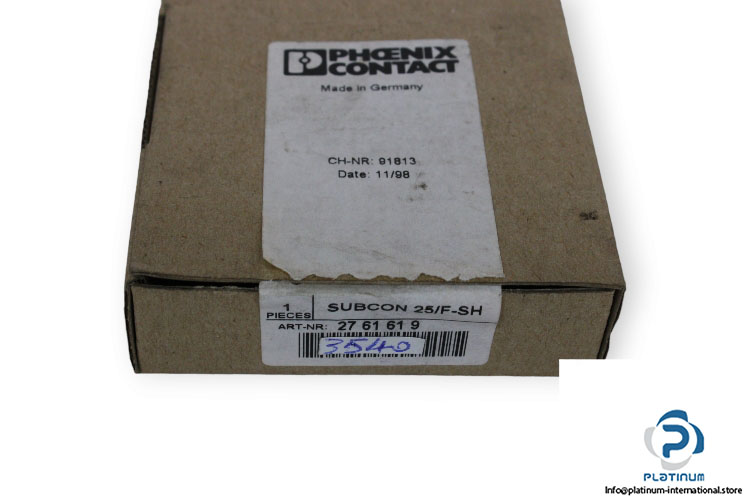 PHŒNIX
CONTACT
Made in Germany
CH-NR: 91813
Date: 11/98
1 PIECES SUBCON 25/F-SH
ART-NR: 27 61 61 9
3540
PLATINUM
Info@platinum-international.store